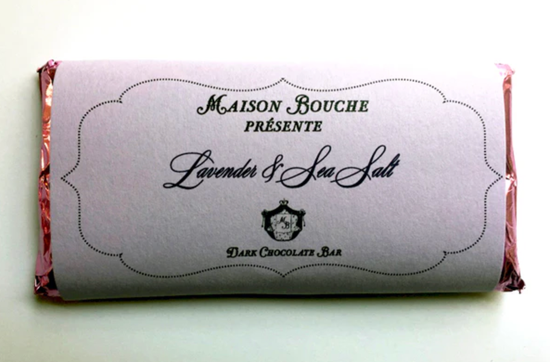 Maison Bouche
Présente
Lavender & Sea Salt
M B
Dark Chocolate Bar